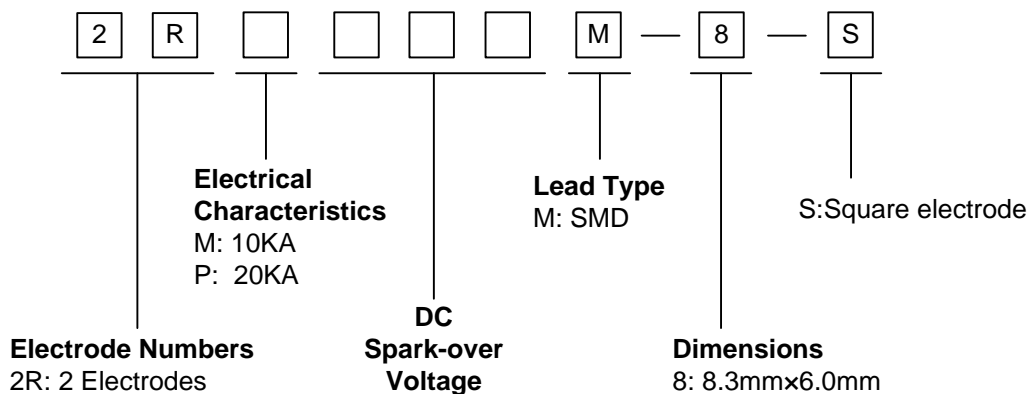 2 R M — 8 — S
Electrical
Characteristics
M: 10KA
P: 20KA
Lead Type
M: SMD
S:Square electrode
Electrode Numbers
2R: 2 Electrodes
DC
Spark-over
Voltage
Dimensions
8: 8.3mm×6.0mm